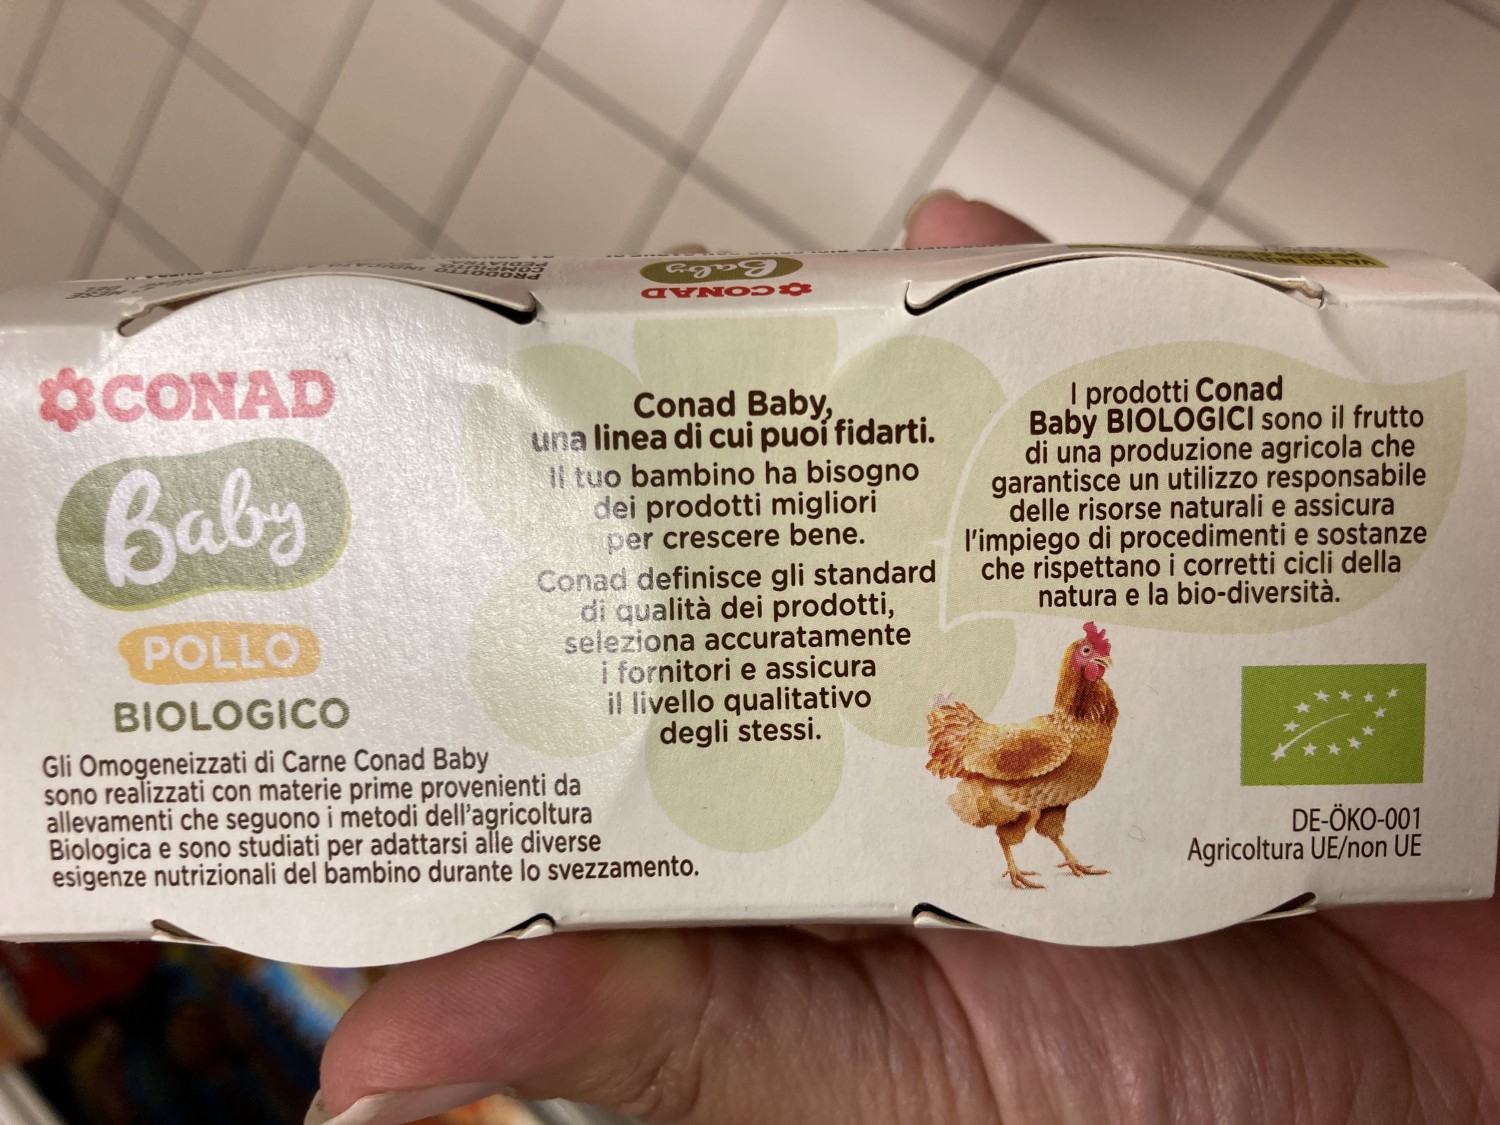 PRODOTTO INDICATO
COMPIUTO
PEDIATRA
MESE
CONAD
Baby
CONAD
Baby
POLLO
BIOLOGICO
Gli Omogeneizzati di Carne Conad Baby
sono realizzati con materie prime provenienti da
allevamenti che seguono i metodi dell'agricoltura
Biologica e sono studiati per adattarsi alle diverse
esigenze nutrizionali del bambino durante lo svezzamento.
Conad Baby,
una linea di cui puoi fidarti.
Il tuo bambino ha bisogno
dei prodotti migliori
per crescere bene.
Conad definisce gli standard
di qualità dei prodotti,
seleziona accuratamente
i fornitori e assicura
il livello qualitativo
degli stessi.
I prodotti Conad
Baby BIOLOGICI sono il frutto
di una produzione agricola che
garantisce un utilizzo responsabile
delle risorse naturali e assicura
l'impiego di procedimenti e sostanze
che rispettano i corretti cicli della
natura e la bio-diversità.
DE-ÖKO-001
Agricoltura UE/non UE